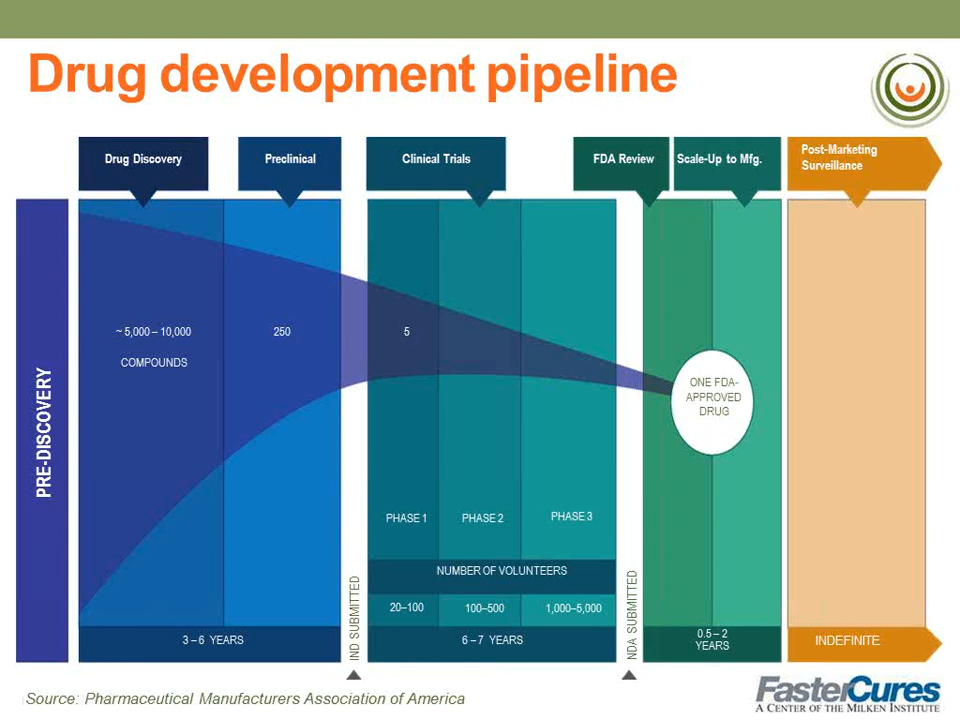 Drug development pipeline
Drug Discovery
Preclinical
Clinical Trials
FDA Review
Scale-Up to Mfg.
Post-Marketing
Surveillance
PRE-DISCOVERY
~ 5,000 – 10,000
COMPOUNDS
250
5
ONE FDA-
APPROVED
DRUG
PHASE 1
PHASE 2
PHASE 3
NUMBER OF VOLUNTEERS
20–100
100–500
1,000–5,000
IND SUBMITTED
NDA SUBMITTED
3 – 6 YEARS
6 – 7 YEARS
0.5 – 2
YEARS
INDEFINITE
Source: Pharmaceutical Manufacturers Association of America
FasterCures
A CENTER OF THE MILKEN INSTITUTE